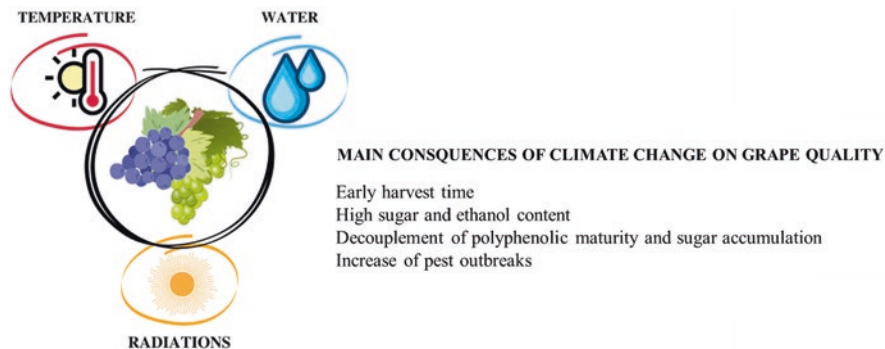 TEMPERATURE
WATER
MAIN CONSQUENCES OF CLIMATE CHANGE ON GRAPE QUALITY
Early harvest time
High sugar and ethanol content
Decouplement of polyphenolic maturity and sugar accumulation
Increase of pest outbreaks
RADIATIONS